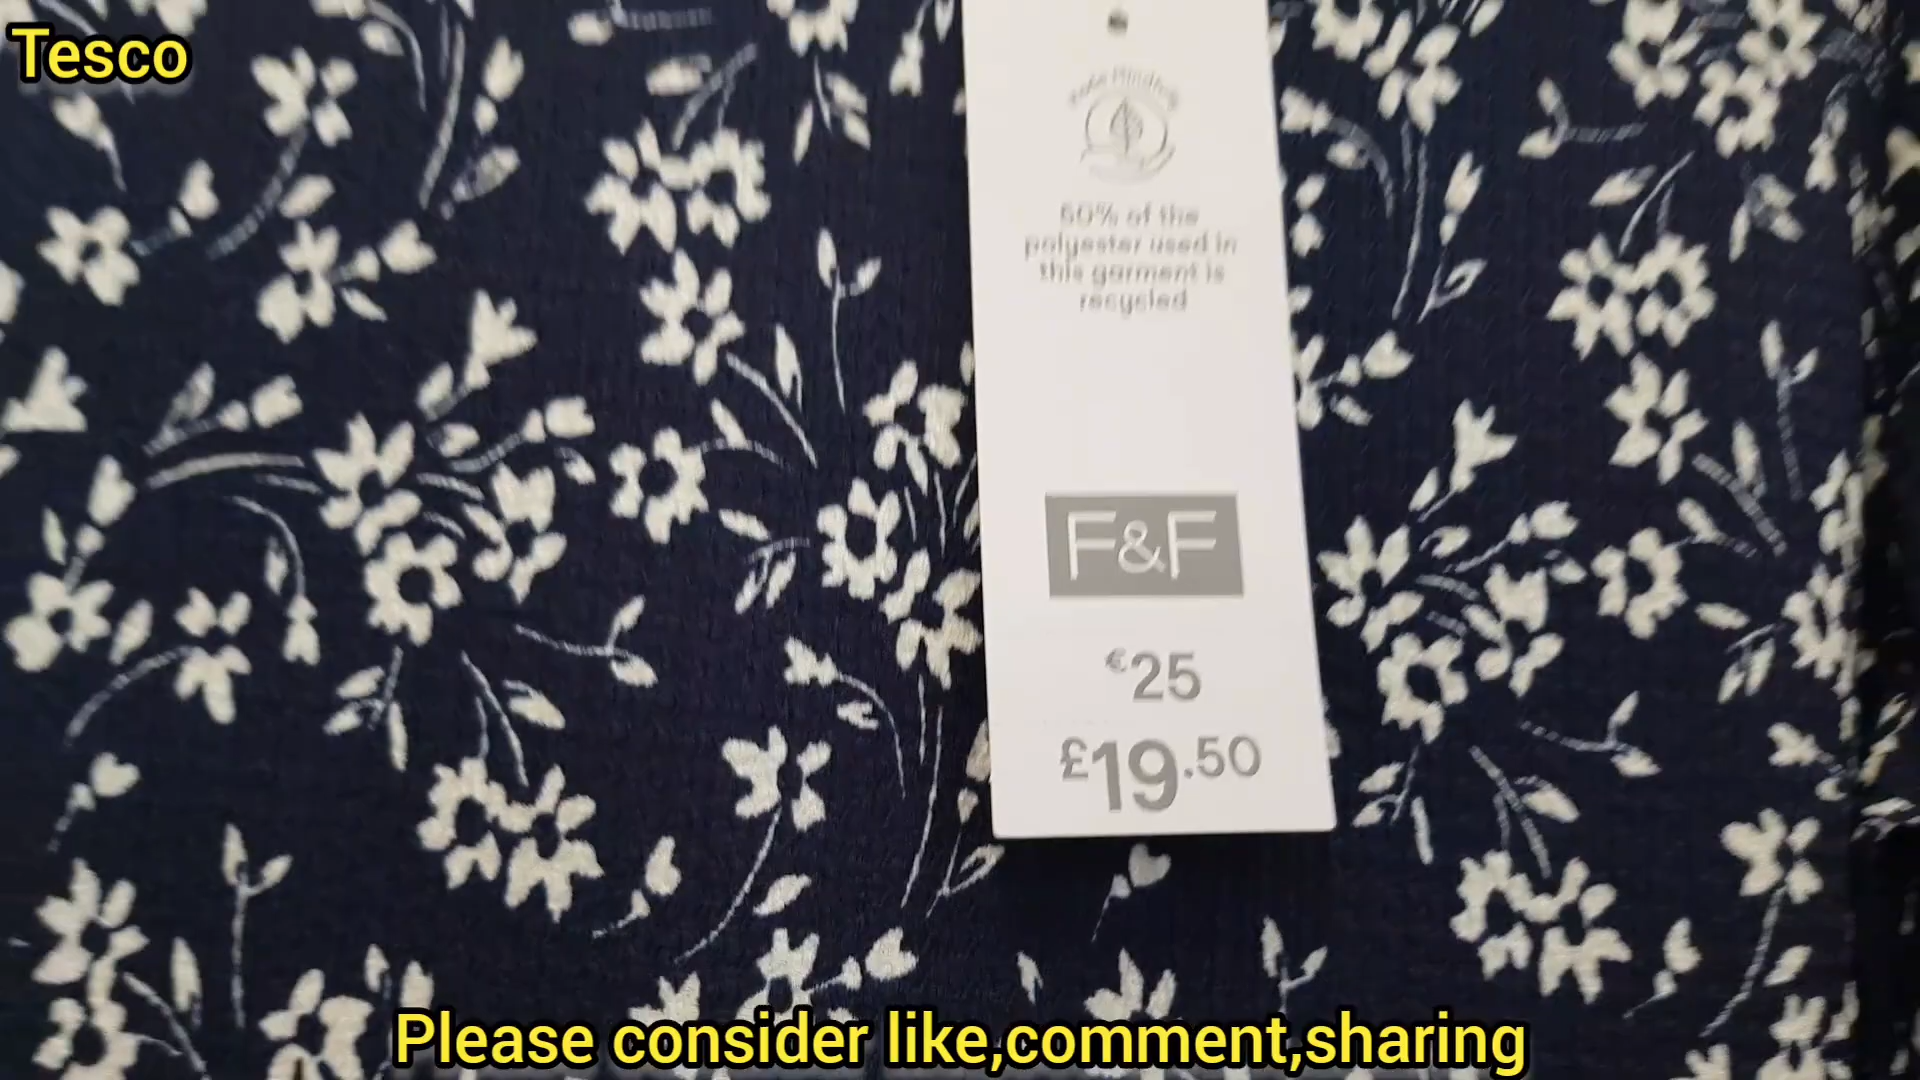 Tesco
60% of the
polyester used in
this garment is
recycled
F&F
€25
£19.50
Please consider like,comment,sharing